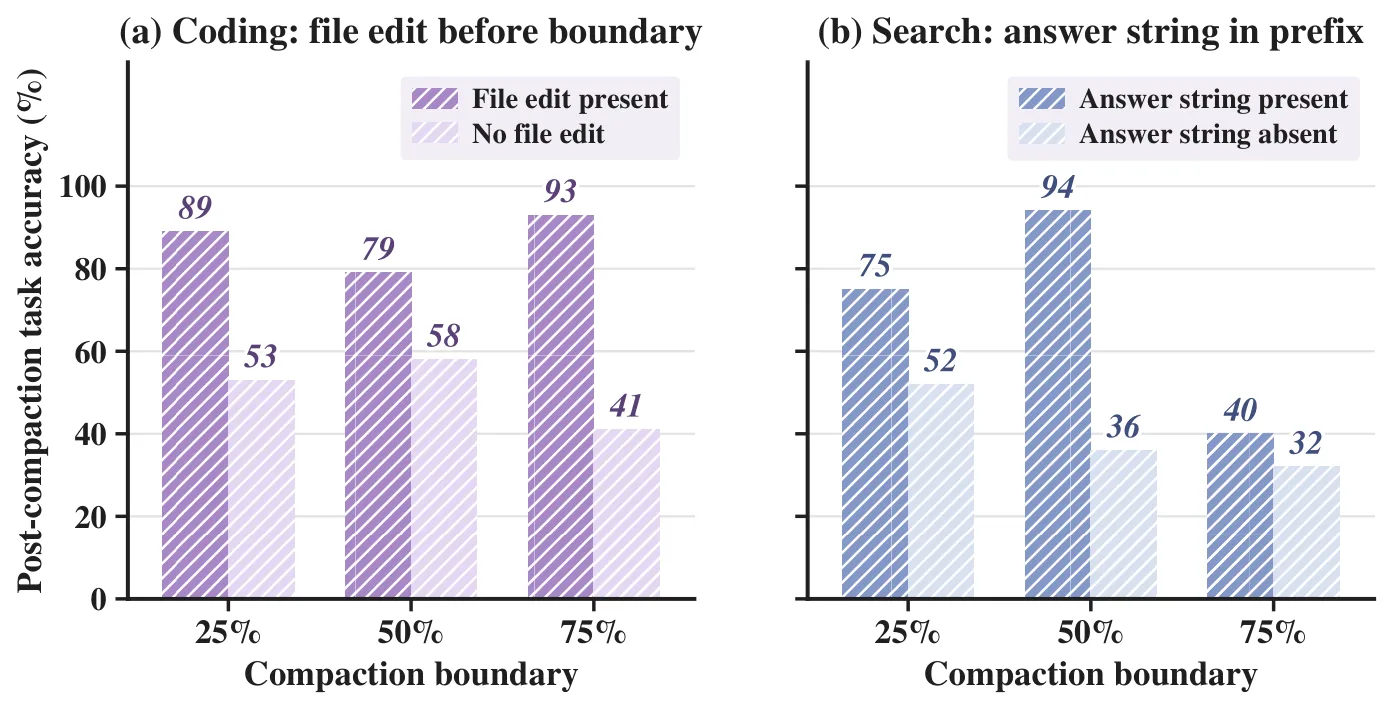 (a) Coding: file edit before boundary
Post-compaction task accuracy (%)
File edit present
No file edit
100
80
60
40
20
0
89
53
79
58
93
41
25%
50%
75%
Compaction boundary
(b) Search: answer string in prefix
Answer string present
Answer string absent
75
52
94
36
40
32
25%
50%
75%
Compaction boundary